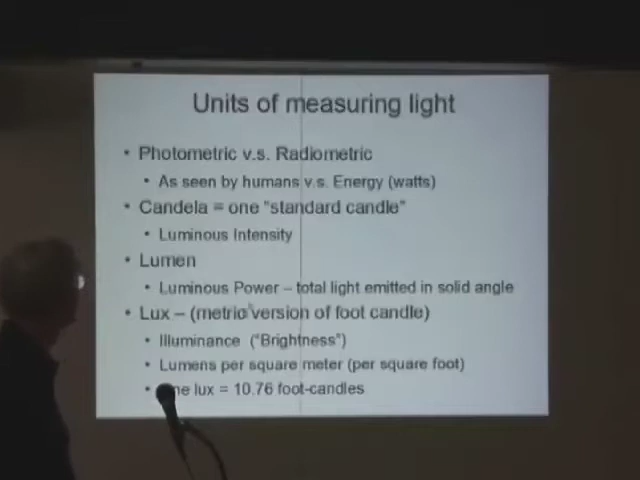 Units of measuring light
• Photometric v.s. Radiometric
• As seen by humans v.s. Energy (watts)
• Candela = one "standard candle"
• Luminous Intensity
• Lumen
• Luminous Power – total light emitted in solid angle
• Lux – (metric version of foot candle)
• Illuminance ("Brightness")
• Lumens per square meter (per square foot)
• lux = 10.76 foot-candles